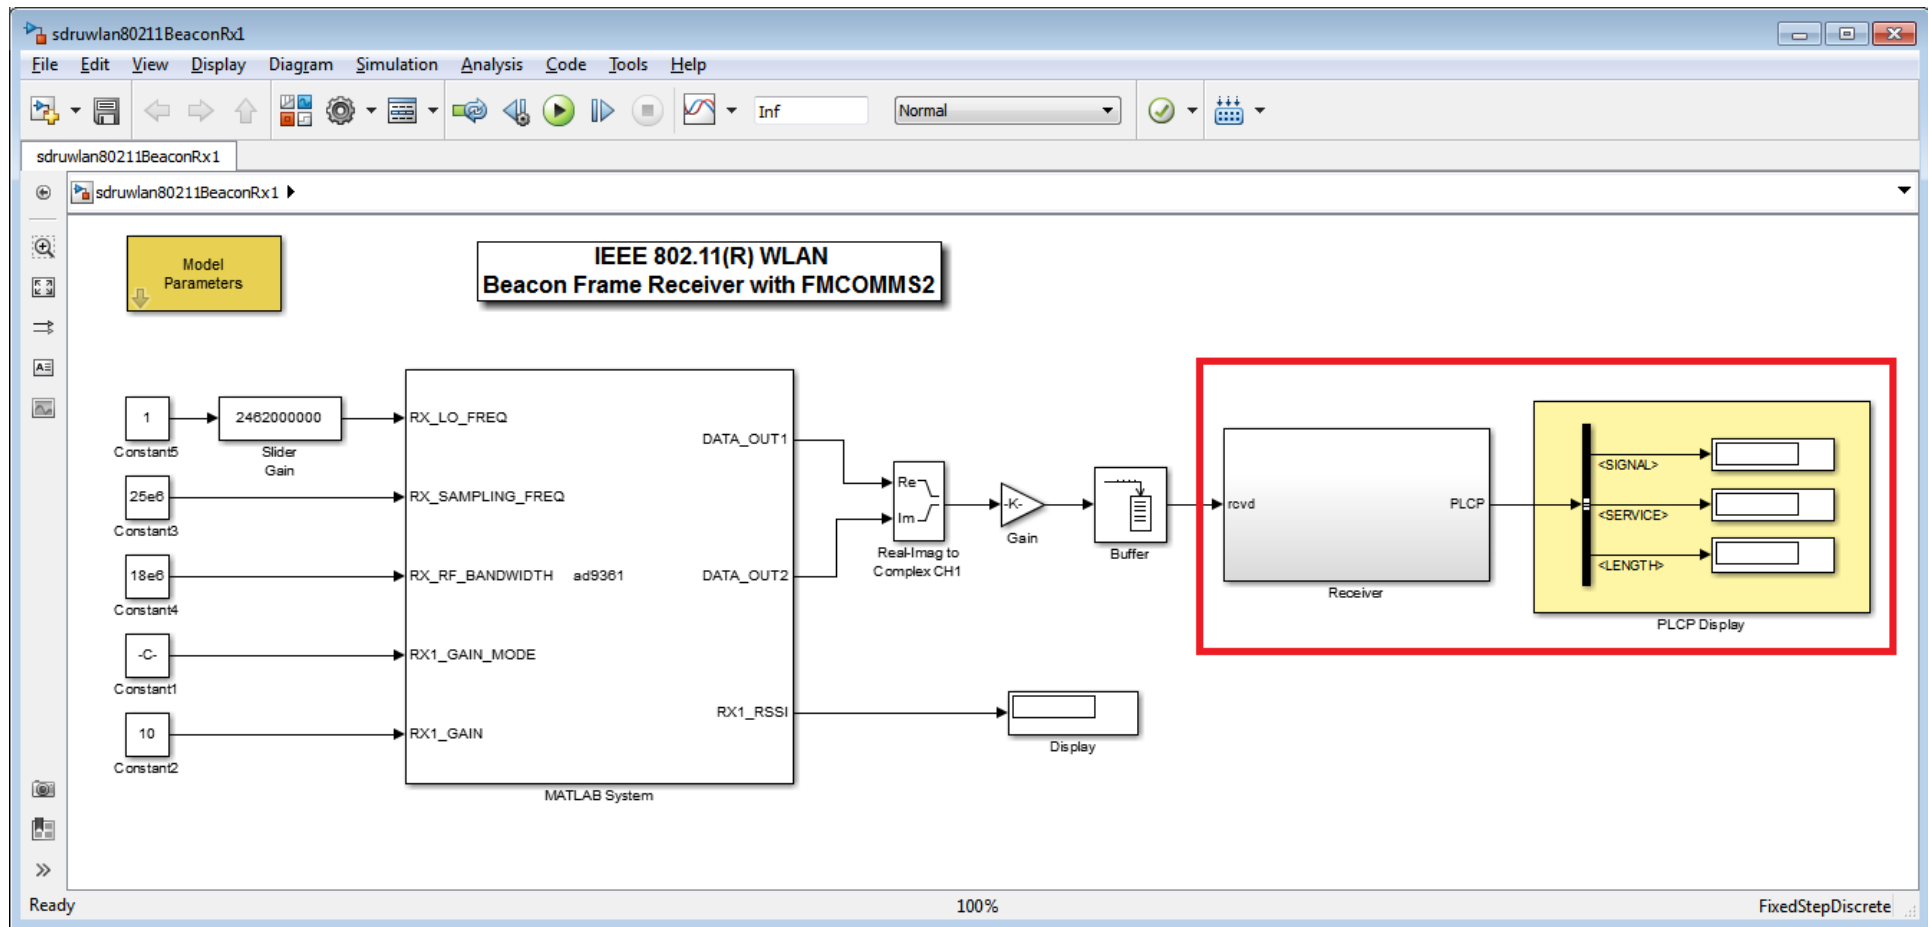 sdruwlan80211BeaconRx1
File Edit View Display Diagram Simulation Analysis Code Tools Help
Inf
Normal
sdruwlan80211BeaconRx1
sdruwlan80211BeaconRx1
Model
Parameters
IEEE 802.11(R) WLAN
Beacon Frame Receiver with FMCOMMS2
1
Constant5
2462000000
Slider
Gain
25e6
Constant3
18e6
Constant4
-C-
Constant1
10
Constant2
RX_LO_FREQ
RX_SAMPLING_FREQ
RX_RF_BANDWIDTH
RX1_GAIN_MODE
RX1_GAIN
ad9361
DATA_OUT1
DATA_OUT2
RX1_RSSI
MATLAB System
Re
Im
Real-Imag to
Complex CH1
-K-
Gain
Buffer
Display
rcvd
PLCP
Receiver
<SIGNAL>
<SERVICE>
<LENGTH>
PLCP Display
Ready
100%
FixedStepDiscrete